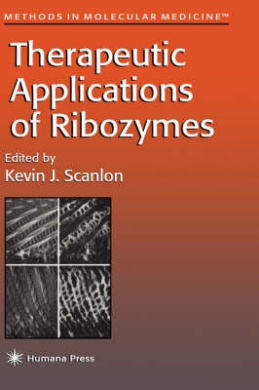 METHODS IN MOLECULAR MEDICINE™
Therapeutic
Applications
of Ribozymes
Edited by
Kevin J. Scanlon
Humana Press